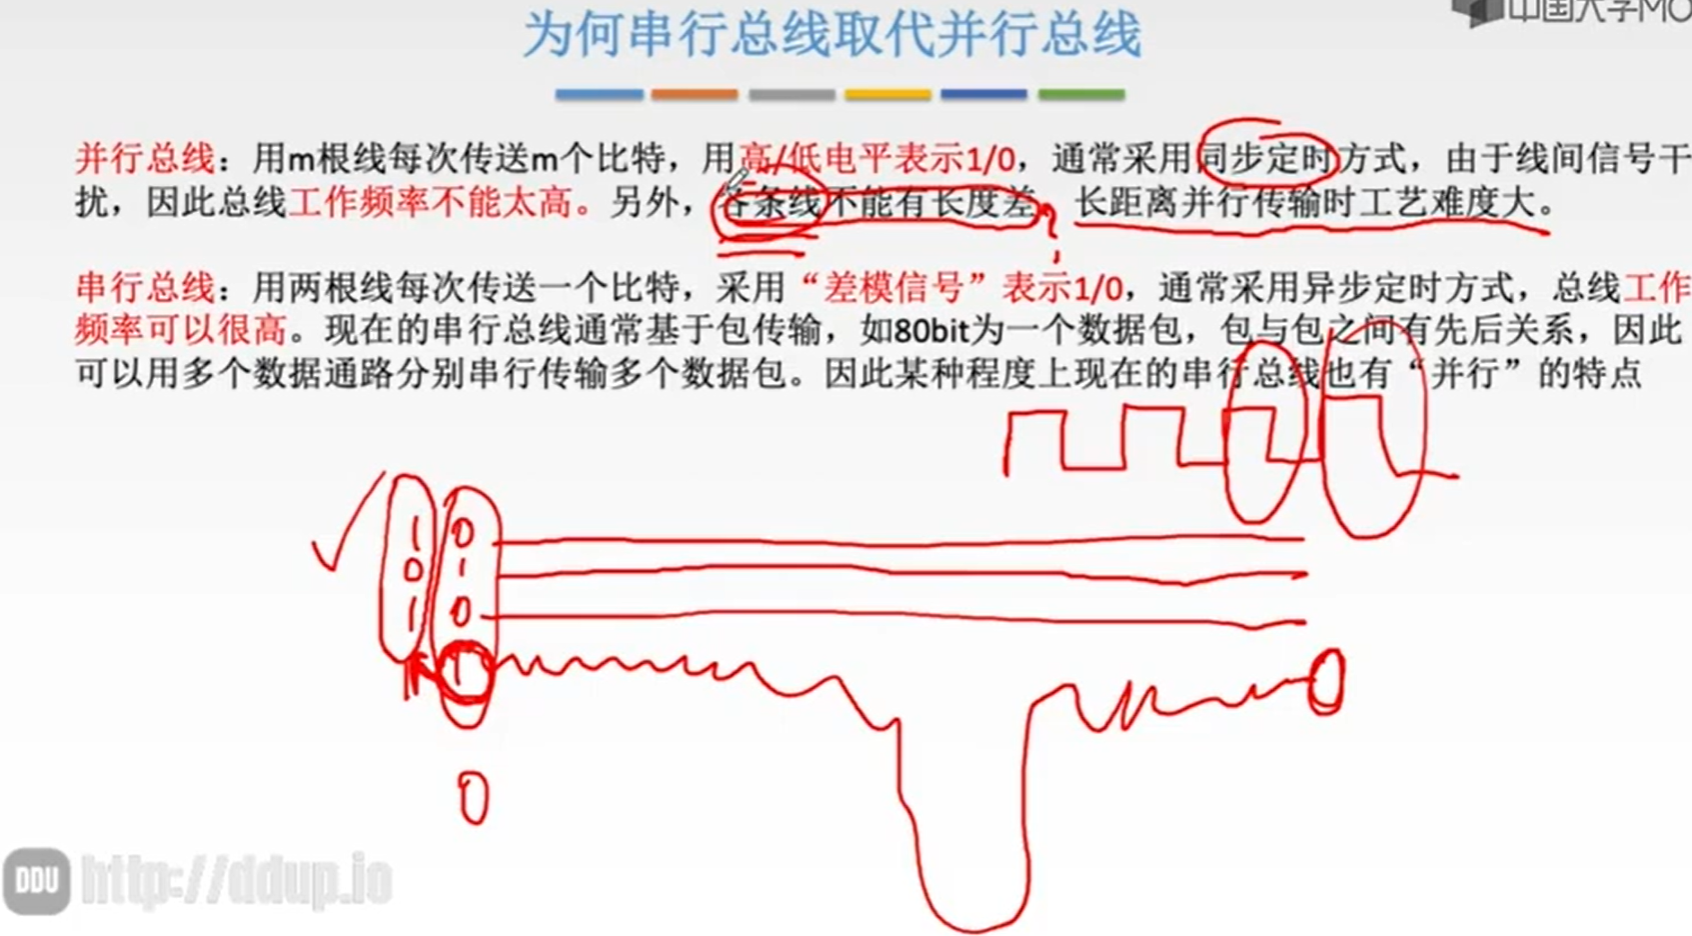 为何串行总线取代并行总线
中国大学MO
并行总线：用m根线每次传送m个比特，用高/低电平表示1/0，通常采用同步定时方式，由于线间信号干
扰，因此总线工作频率不能太高。另外，各条线不能有长度差，长距离并行传输时工艺难度大。
串行总线：用两根线每次传送一个比特，采用“差模信号”表示1/0，通常采用异步定时方式，总线工作
频率可以很高。现在的串行总线通常基于包传输，如80bit为一个数据包，包与包之间有先后关系，因此
可以用多个数据通路分别串行传输多个数据包。因此某种程度上现在的串行总线也有“并行”的特点
1 0
0 1
1 0
1 1 0
0
DDU http://ddup.io